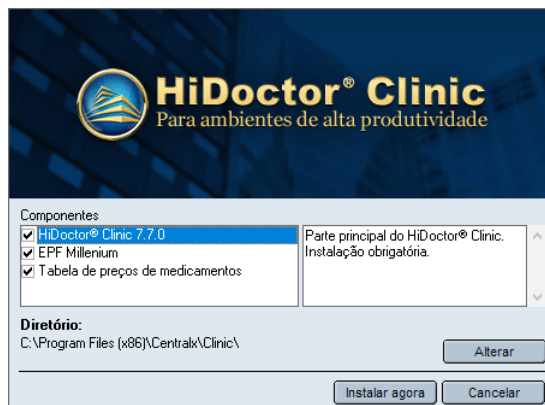 HiDoctor® Clinic
Para ambientes de alta produtividade
Componentes
HiDoctor® Clinic 7.7.0
EPF Millenium
Tabela de preços de medicamentos
Parte principal do HiDoctor® Clinic.
Instalação obrigatória.
Diretório:
C:\Program Files (x86)\Centralx\Clinic\
Alterar
Instalar agora
Cancelar